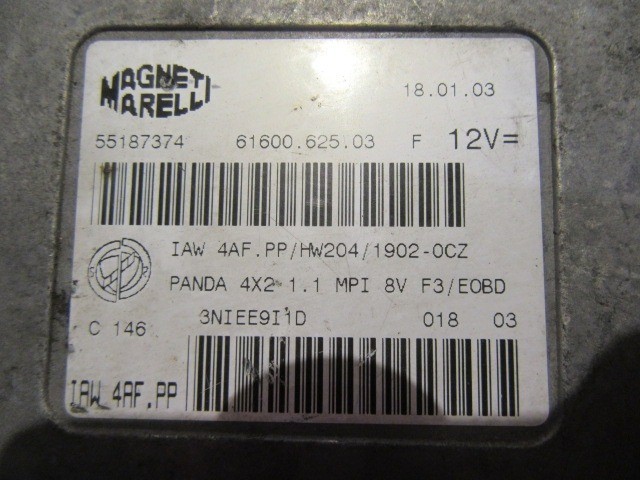 MAGNETI
MARELLI
18.01.03
55187374 61600.625.03 F 12V=
IAW 4AF.PP/HW204/1902-0CZ
PANDA 4X2 1.1 MPI 8V F3/EOBD
C 146 3NIEE9I1D 018 03
IAW 4AF.PP